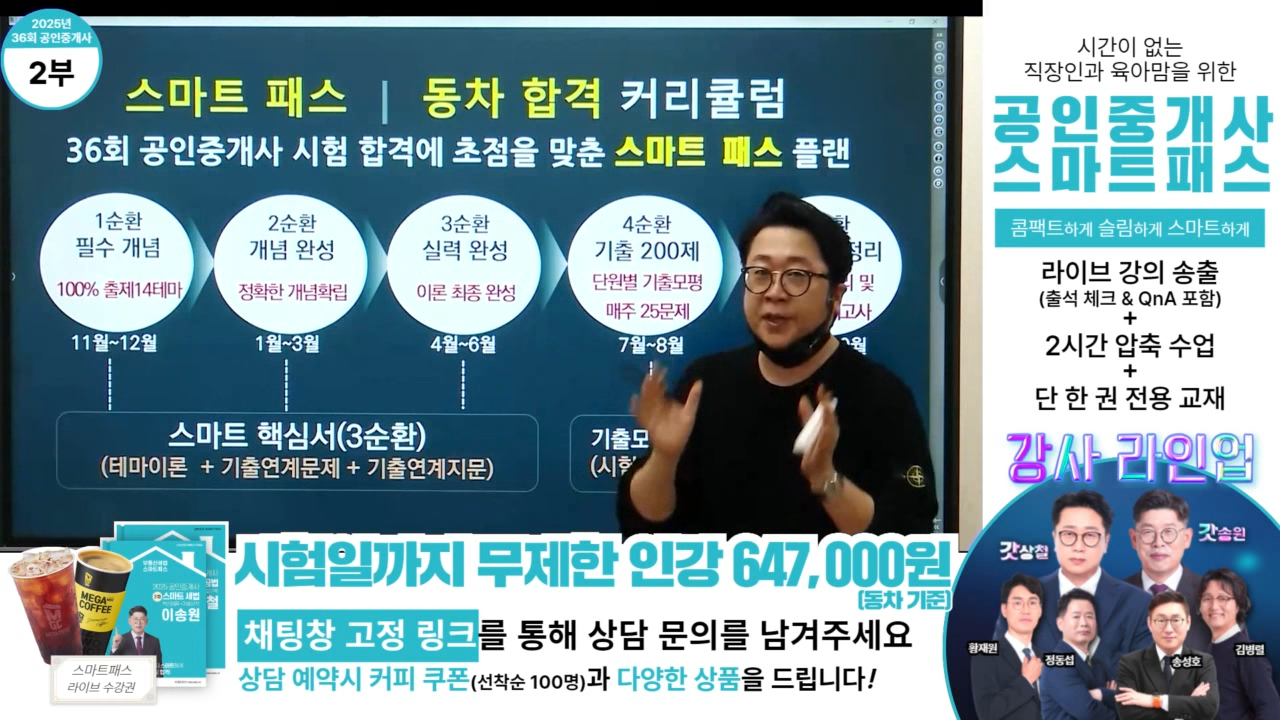 2025년
36회 공인중개사
2부
스마트 패스 | 동차 합격 커리큘럼
36회 공인중개사 시험 합격에 초점을 맞춘 스마트 패스 플랜
1순환
필수 개념
100% 출제14테마
11월~12월
2순환
개념 완성
정확한 개념확립
1월~3월
3순환
실력 완성
이론 최종 완성
4월~6월
4순환
기출 200제
단원별 기출모평
매주 25문제
7월~8월
스마트 핵심서(3순환)
(테마이론 + 기출연계문제 + 기출연계지문)
기출모
(시험
시간이 없는
직장인과 육아맘을 위한
공인중개사
스마트패스
콤팩트하게 슬림하게 스마트하게
라이브 강의 송출
(출석 체크 & QnA 포함)
+
2시간 압축 수업
+
단 한 권 전용 교재
강사 라인업
갓상철
갓송원
황재원
정동섭
송성호
김병렬
MEGA
COFFEE
스마트패스
스마트 세법
이송원
스마트패스
라이브 수강권
시험일까지 무제한 인강 647,000원
(동차 기준)
채팅창 고정 링크를 통해 상담 문의를 남겨주세요
상담 예약시 커피 쿠폰(선착순 100명)과 다양한 상품을 드립니다!